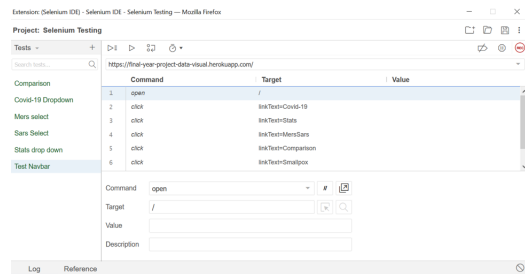 Extension: (Selenium IDE) - Selenium IDE - Selenium Testing — Mozilla Firefox
Project: Selenium Testing
Tests
Search tests...
https://final-year-project-data-visual.herokuapp.com/
Command Target Value
Comparison
Covid-19 Dropdown
Mers select
Sars Select
Stats drop down
Test Navbar
1 open /
2 click linkText=Covid-19
3 click linkText=Stats
4 click linkText=MersSars
5 click linkText=Comparison
6 click linkText=Smallpox
Command open //
Target /
Value
Description
Log Reference